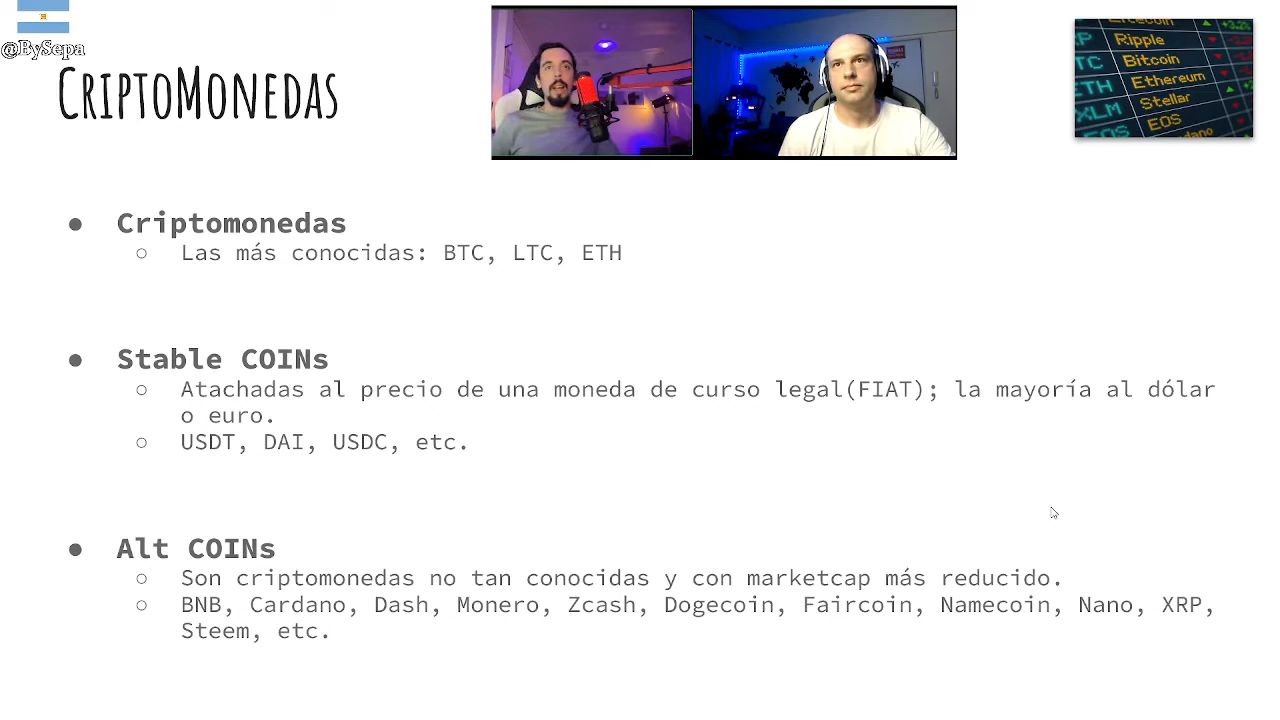 @BySepa
CriptoMonedas
Ripple
Bitcoin
ETH Ethereum
XLM Stellar
EOS EOS
● Criptomonedas
○ Las más conocidas: BTC, LTC, ETH
● Stable COINs
○ Atachadas al precio de una moneda de curso legal(FIAT); la mayoría al dólar
o euro.
○ USDT, DAI, USDC, etc.
● Alt COINs
○ Son criptomonedas no tan conocidas y con marketcap más reducido.
○ BNB, Cardano, Dash, Monero, Zcash, Dogecoin, Faircoin, Namecoin, Nano, XRP,
Steem, etc.